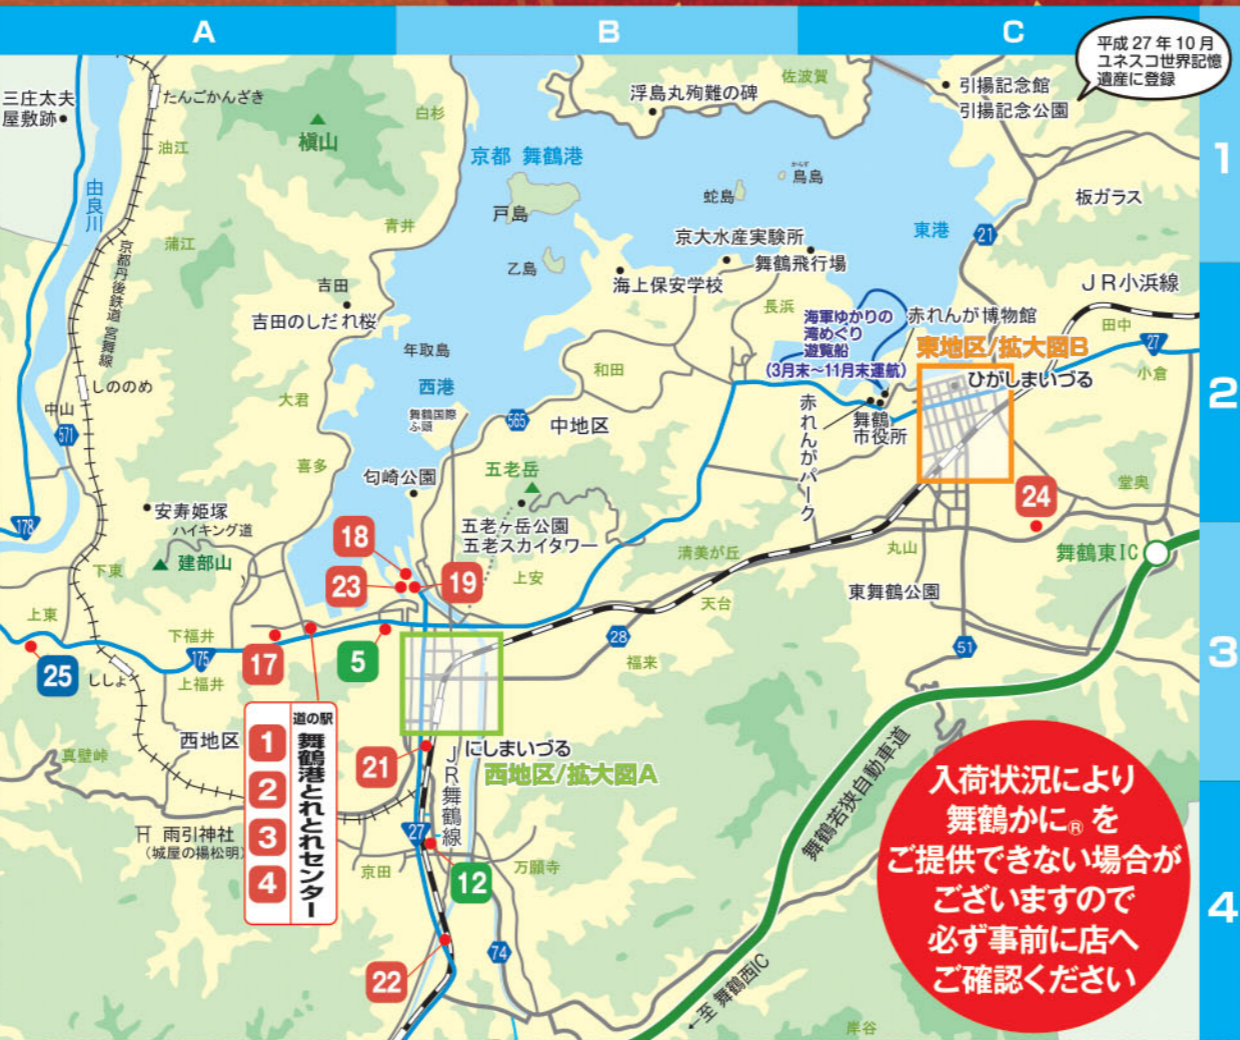 A
B
C
平成27年10月
ユネスコ世界記憶
遺産に登録
三庄太夫
屋敷跡
たんごかんざき
油江
槇山
白杉
由良川
蒲江
青井
京都丹後鉄道 宮舞線
吉田
吉田のしだれ桜
佐波賀
浮島丸殉難の碑
引揚記念館
引揚記念公園
1
京都 舞鶴港
戸島
乙島
蛇島
からす
烏島
板ガラス
東港
21
京大水産実験所
舞鶴飛行場
海上保安学校
長浜
JR小浜線
田中
27
小倉
海軍ゆかりの
湾めぐり
遊覧船
(3月末〜11月末運航)
赤れんが博物館
東地区/拡大図B
ひがしまいづる
2
年取島
西港
舞鶴国際
ふ頭
和田
565
中地区
しののめ
中山
571
大君
喜多
匂崎公園
五老岳
五老ヶ岳公園
五老スカイタワー
赤れんがパーク
舞鶴
市役所
24
堂奥
178
安寿姫塚
ハイキング道
建部山
下東
18
23
19
上安
清美が丘
丸山
舞鶴東IC
東舞鶴公園
天台
上東
下福井
175
25
ししょ
上福井
17
5
28
福来
51
3
真壁峠
西地区
道の駅
舞鶴港とれとれセンター
1
2
3
4
21
にしまいづる
西地区/拡大図A
JR舞鶴線
雨引神社
(城屋の揚松明)
27
京田
12
万願寺
22
74
舞鶴若狭自動車道
←至 舞鶴西IC
岸谷
4
入荷状況により
舞鶴かに®を
ご提供できない場合が
ございますので
必ず事前に店へ
ご確認ください